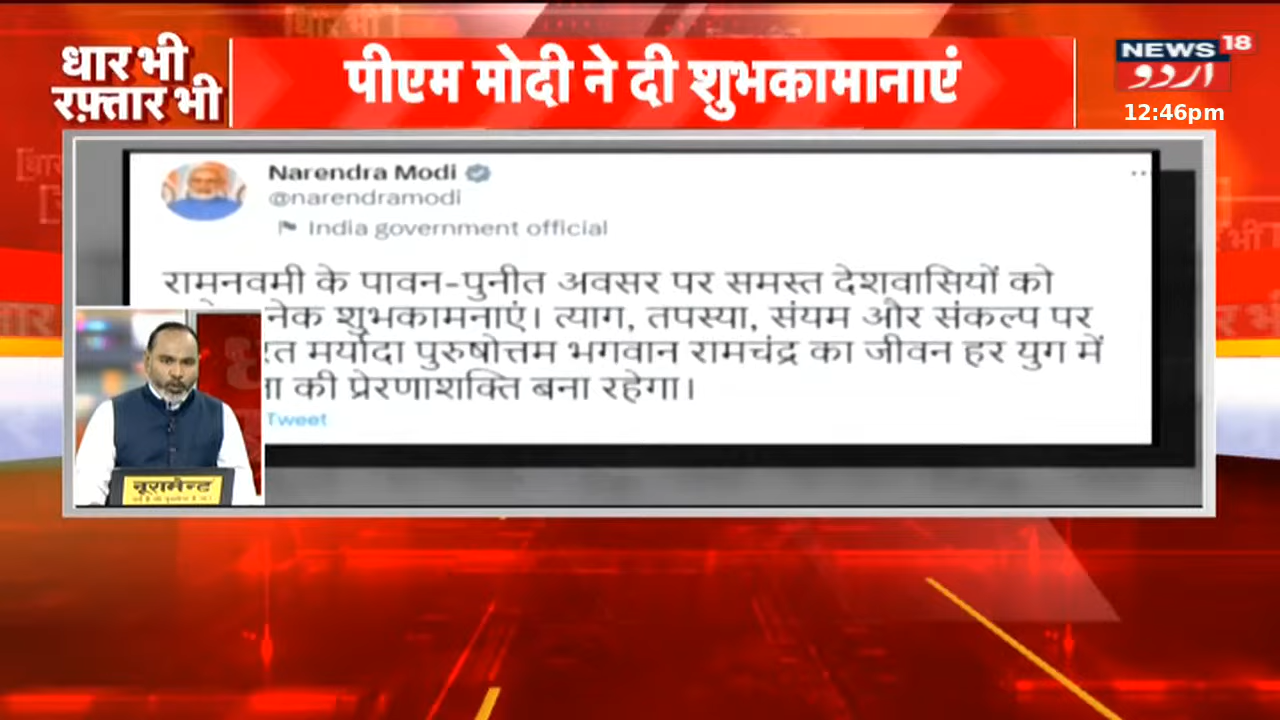 धार भी
रफ़्तार भी
पीएम मोदी ने दी शुभकामानाएं
NEWS 18
اردو
12:46pm
Narendra Modi
@narendramodi
India government official
रामनवमी के पावन-पुनीत अवसर पर समस्त देशवासियों को
नेक शुभकामनाएं। त्याग, तपस्या, संयम और संकल्प पर
रत मर्यादा पुरुषोत्तम भगवान रामचंद्र का जीवन हर युग में
ा की प्रेरणाशक्ति बना रहेगा।
Tweet
नूरामेन्ट